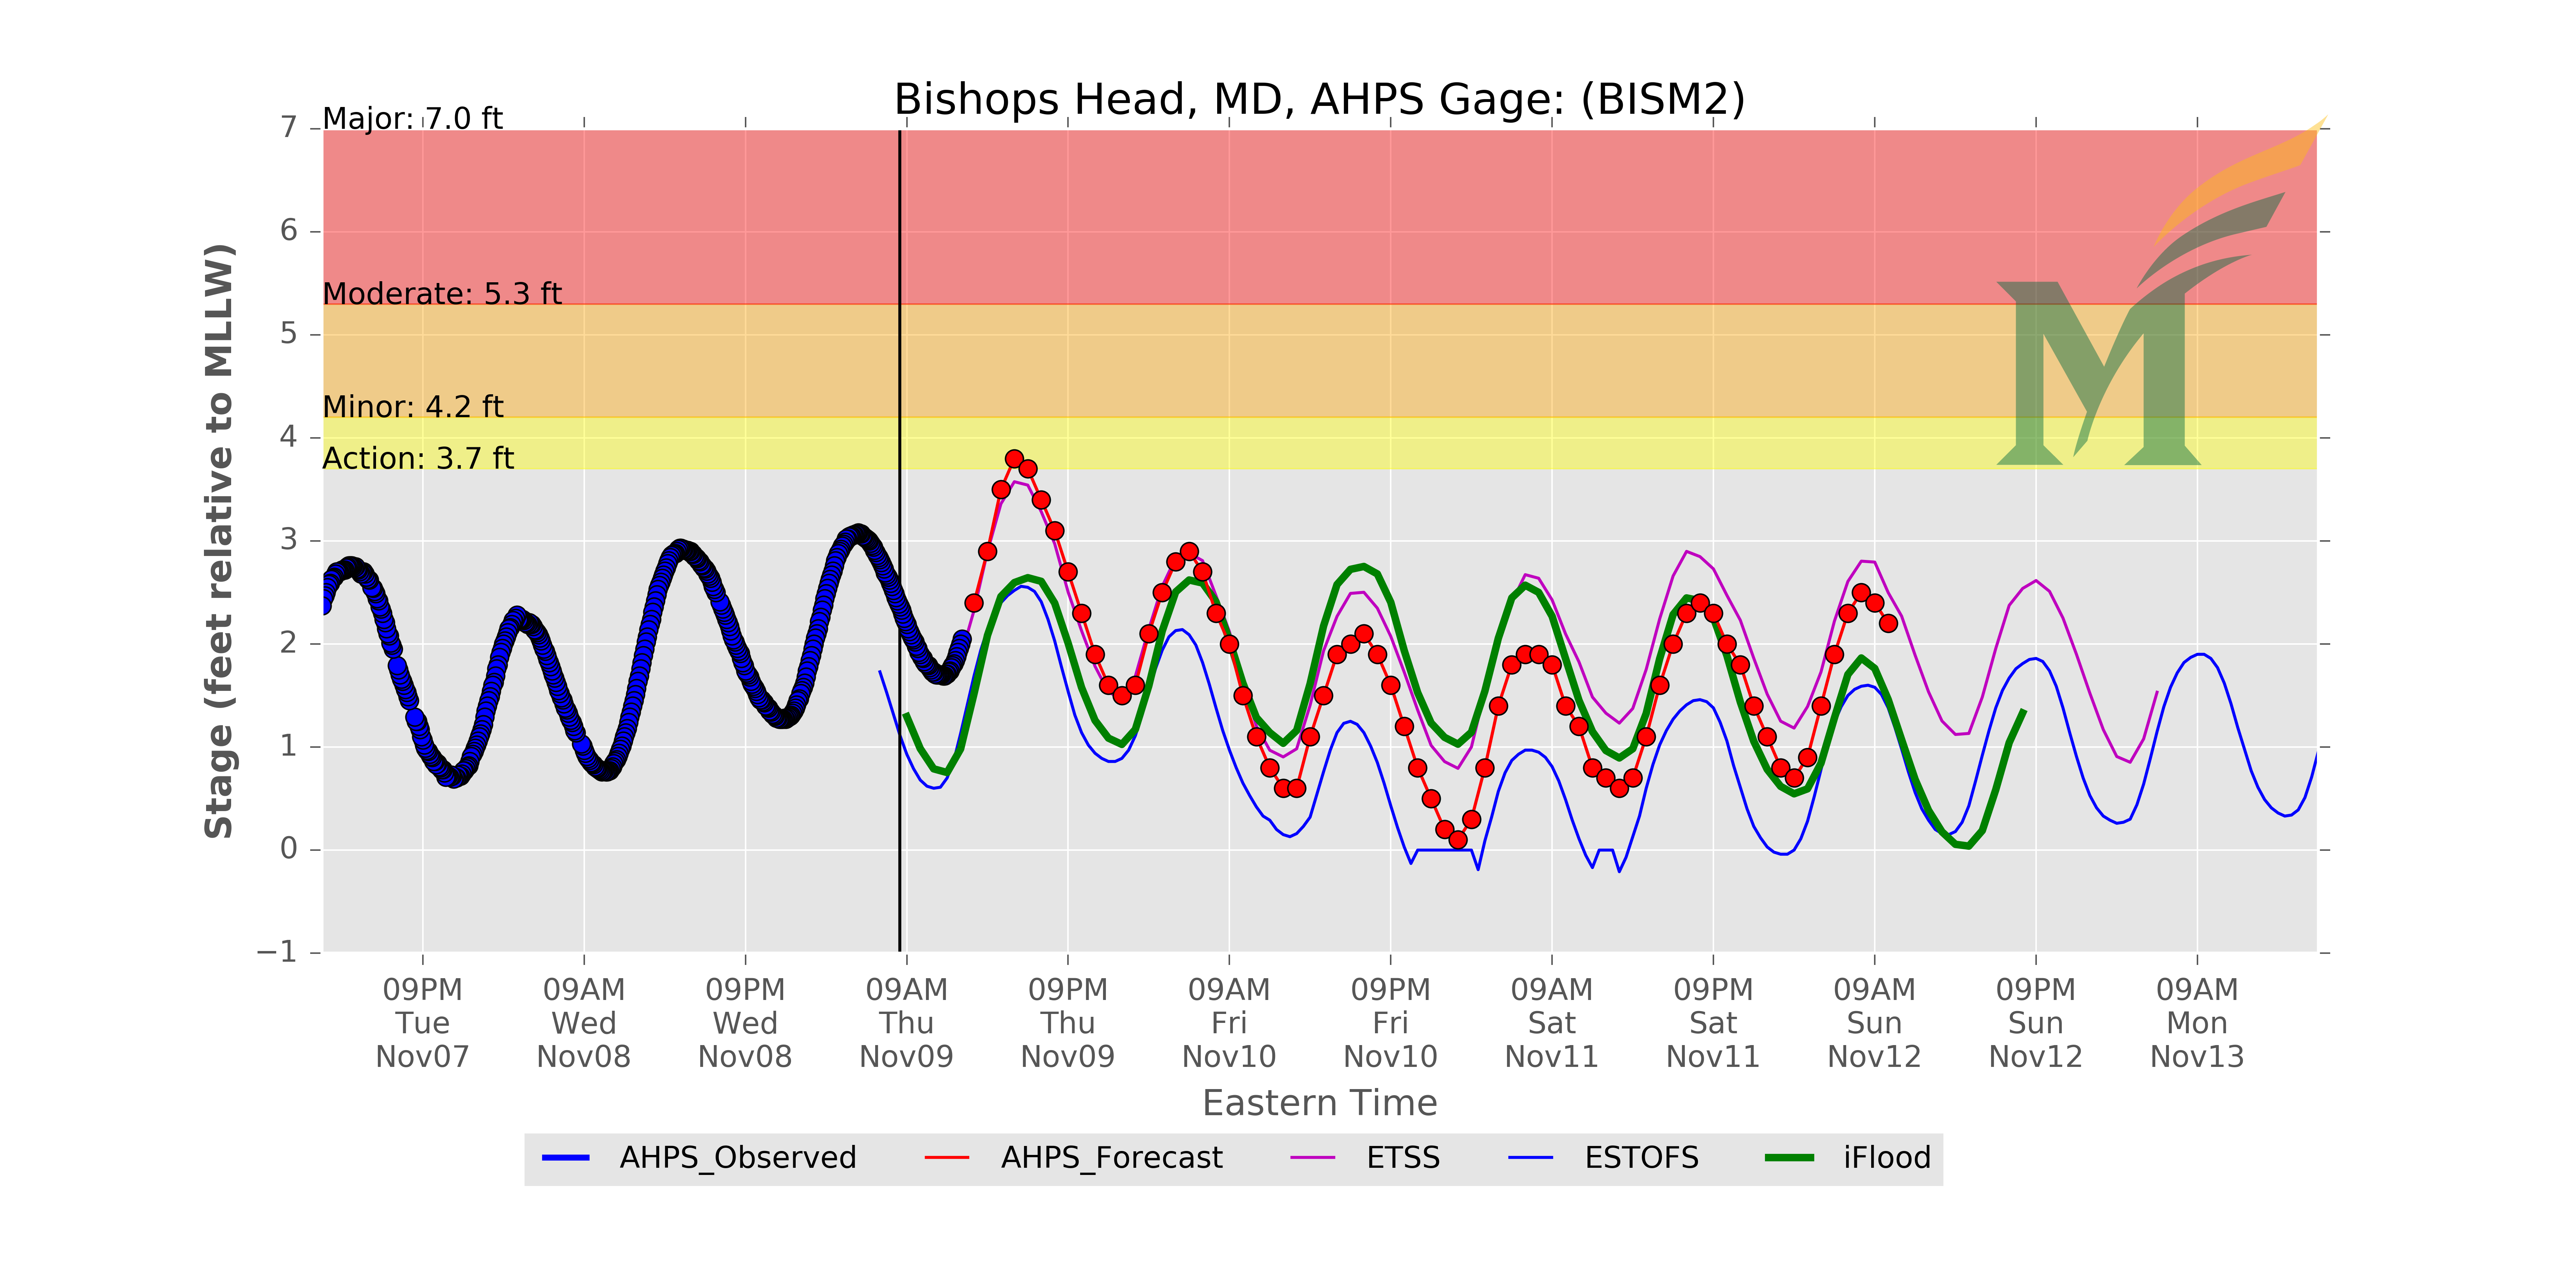 Bishops Head, MD, AHPS Gage: (BISM2)
Stage (feet relative to MLLW)
7
6
5
4
3
2
1
0
−1
Major: 7.0 ft
Moderate: 5.3 ft
Minor: 4.2 ft
Action: 3.7 ft
M
09PM 09AM 09PM 09AM 09PM 09AM 09PM 09AM 09PM 09AM 09PM 09AM
Tue Wed Wed Thu Thu Fri Fri Sat Sat Sun Sun Mon
Nov07 Nov08 Nov08 Nov09 Nov09 Nov10 Nov10 Nov11 Nov11 Nov12 Nov12 Nov13
Eastern Time
AHPS_Observed AHPS_Forecast ETSS ESTOFS iFlood